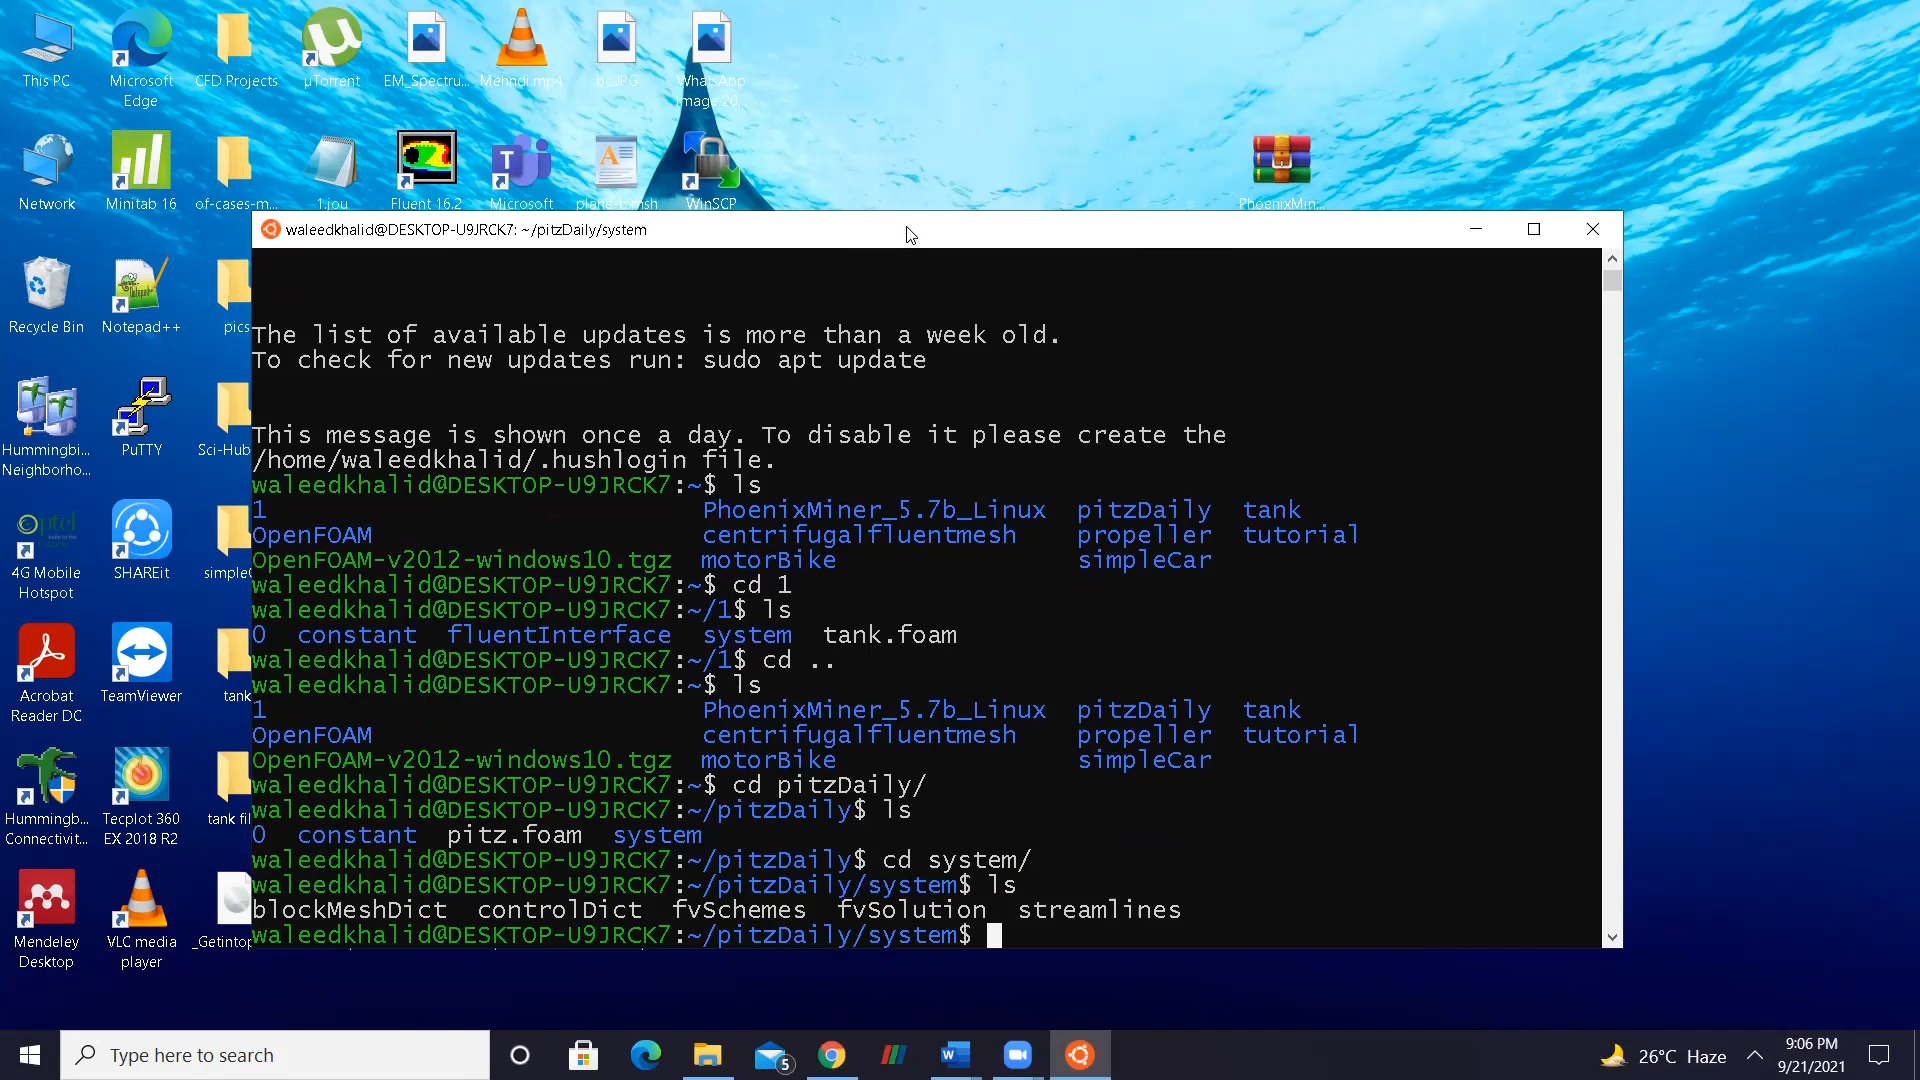 This PC
Microsoft Edge
CFD Projects
µTorrent
EM_Spectru...
Mehndi.mp4
bcJPG
WhatsApp Image 20...
Network
Minitab 16
of-cases-m...
1.jou
Fluent 16.2
Microsoft
WinSCP
PhoenixMin...
waleedkhalid@DESKTOP-U9JRCK7: ~/pitzDaily/system
Recycle Bin
Notepad++
pics
The list of available updates is more than a week old.
To check for new updates run: sudo apt update
Hummingbi... Neighborho...
PuTTY
Sci-Hub
This message is shown once a day. To disable it please create the
/home/waleedkhalid/.hushlogin file.
waleedkhalid@DESKTOP-U9JRCK7:~$ ls
1 PhoenixMiner_5.7b_Linux pitzDaily tank
OpenFOAM centrifugalfluentmesh propeller tutorial
OpenFOAM-v2012-windows10.tgz motorBike simpleCar
waleedkhalid@DESKTOP-U9JRCK7:~$ cd 1
waleedkhalid@DESKTOP-U9JRCK7:~/1$ ls
0 constant fluentInterface system tank.foam
waleedkhalid@DESKTOP-U9JRCK7:~/1$ cd ..
waleedkhalid@DESKTOP-U9JRCK7:~$ ls
1 PhoenixMiner_5.7b_Linux pitzDaily tank
OpenFOAM centrifugalfluentmesh propeller tutorial
OpenFOAM-v2012-windows10.tgz motorBike simpleCar
waleedkhalid@DESKTOP-U9JRCK7:~$ cd pitzDaily/
waleedkhalid@DESKTOP-U9JRCK7:~/pitzDaily$ ls
0 constant pitz.foam system
waleedkhalid@DESKTOP-U9JRCK7:~/pitzDaily$ cd system/
waleedkhalid@DESKTOP-U9JRCK7:~/pitzDaily/system$ ls
blockMeshDict controlDict fvSchemes fvSolution streamlines
waleedkhalid@DESKTOP-U9JRCK7:~/pitzDaily/system$
4G Mobile Hotspot
SHAREit
Acrobat Reader DC
TeamViewer
tank
Hummingb... Connectivit...
Tecplot 360 EX 2018 R2
Mendeley Desktop
VLC media player
_Getintop
Type here to search
5
26°C Haze
9:06 PM
9/21/2021